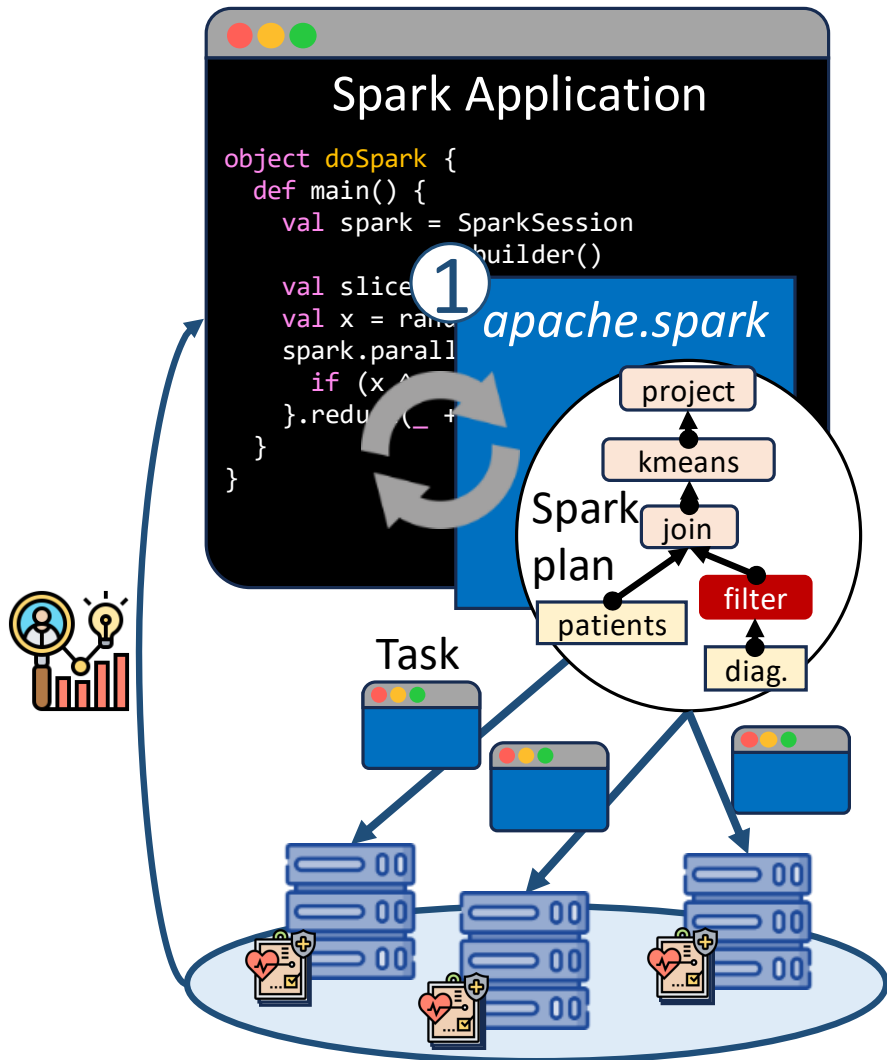 Spark Application
object doSpark {
def main() {
val spark = SparkSession
builder()
val slice
1
val x = rand
apache.spark
spark.parall
if (x ^
}.redu (_ +
}
}
project
kmeans
Spark
join
plan
filter
patients
diag.
Task